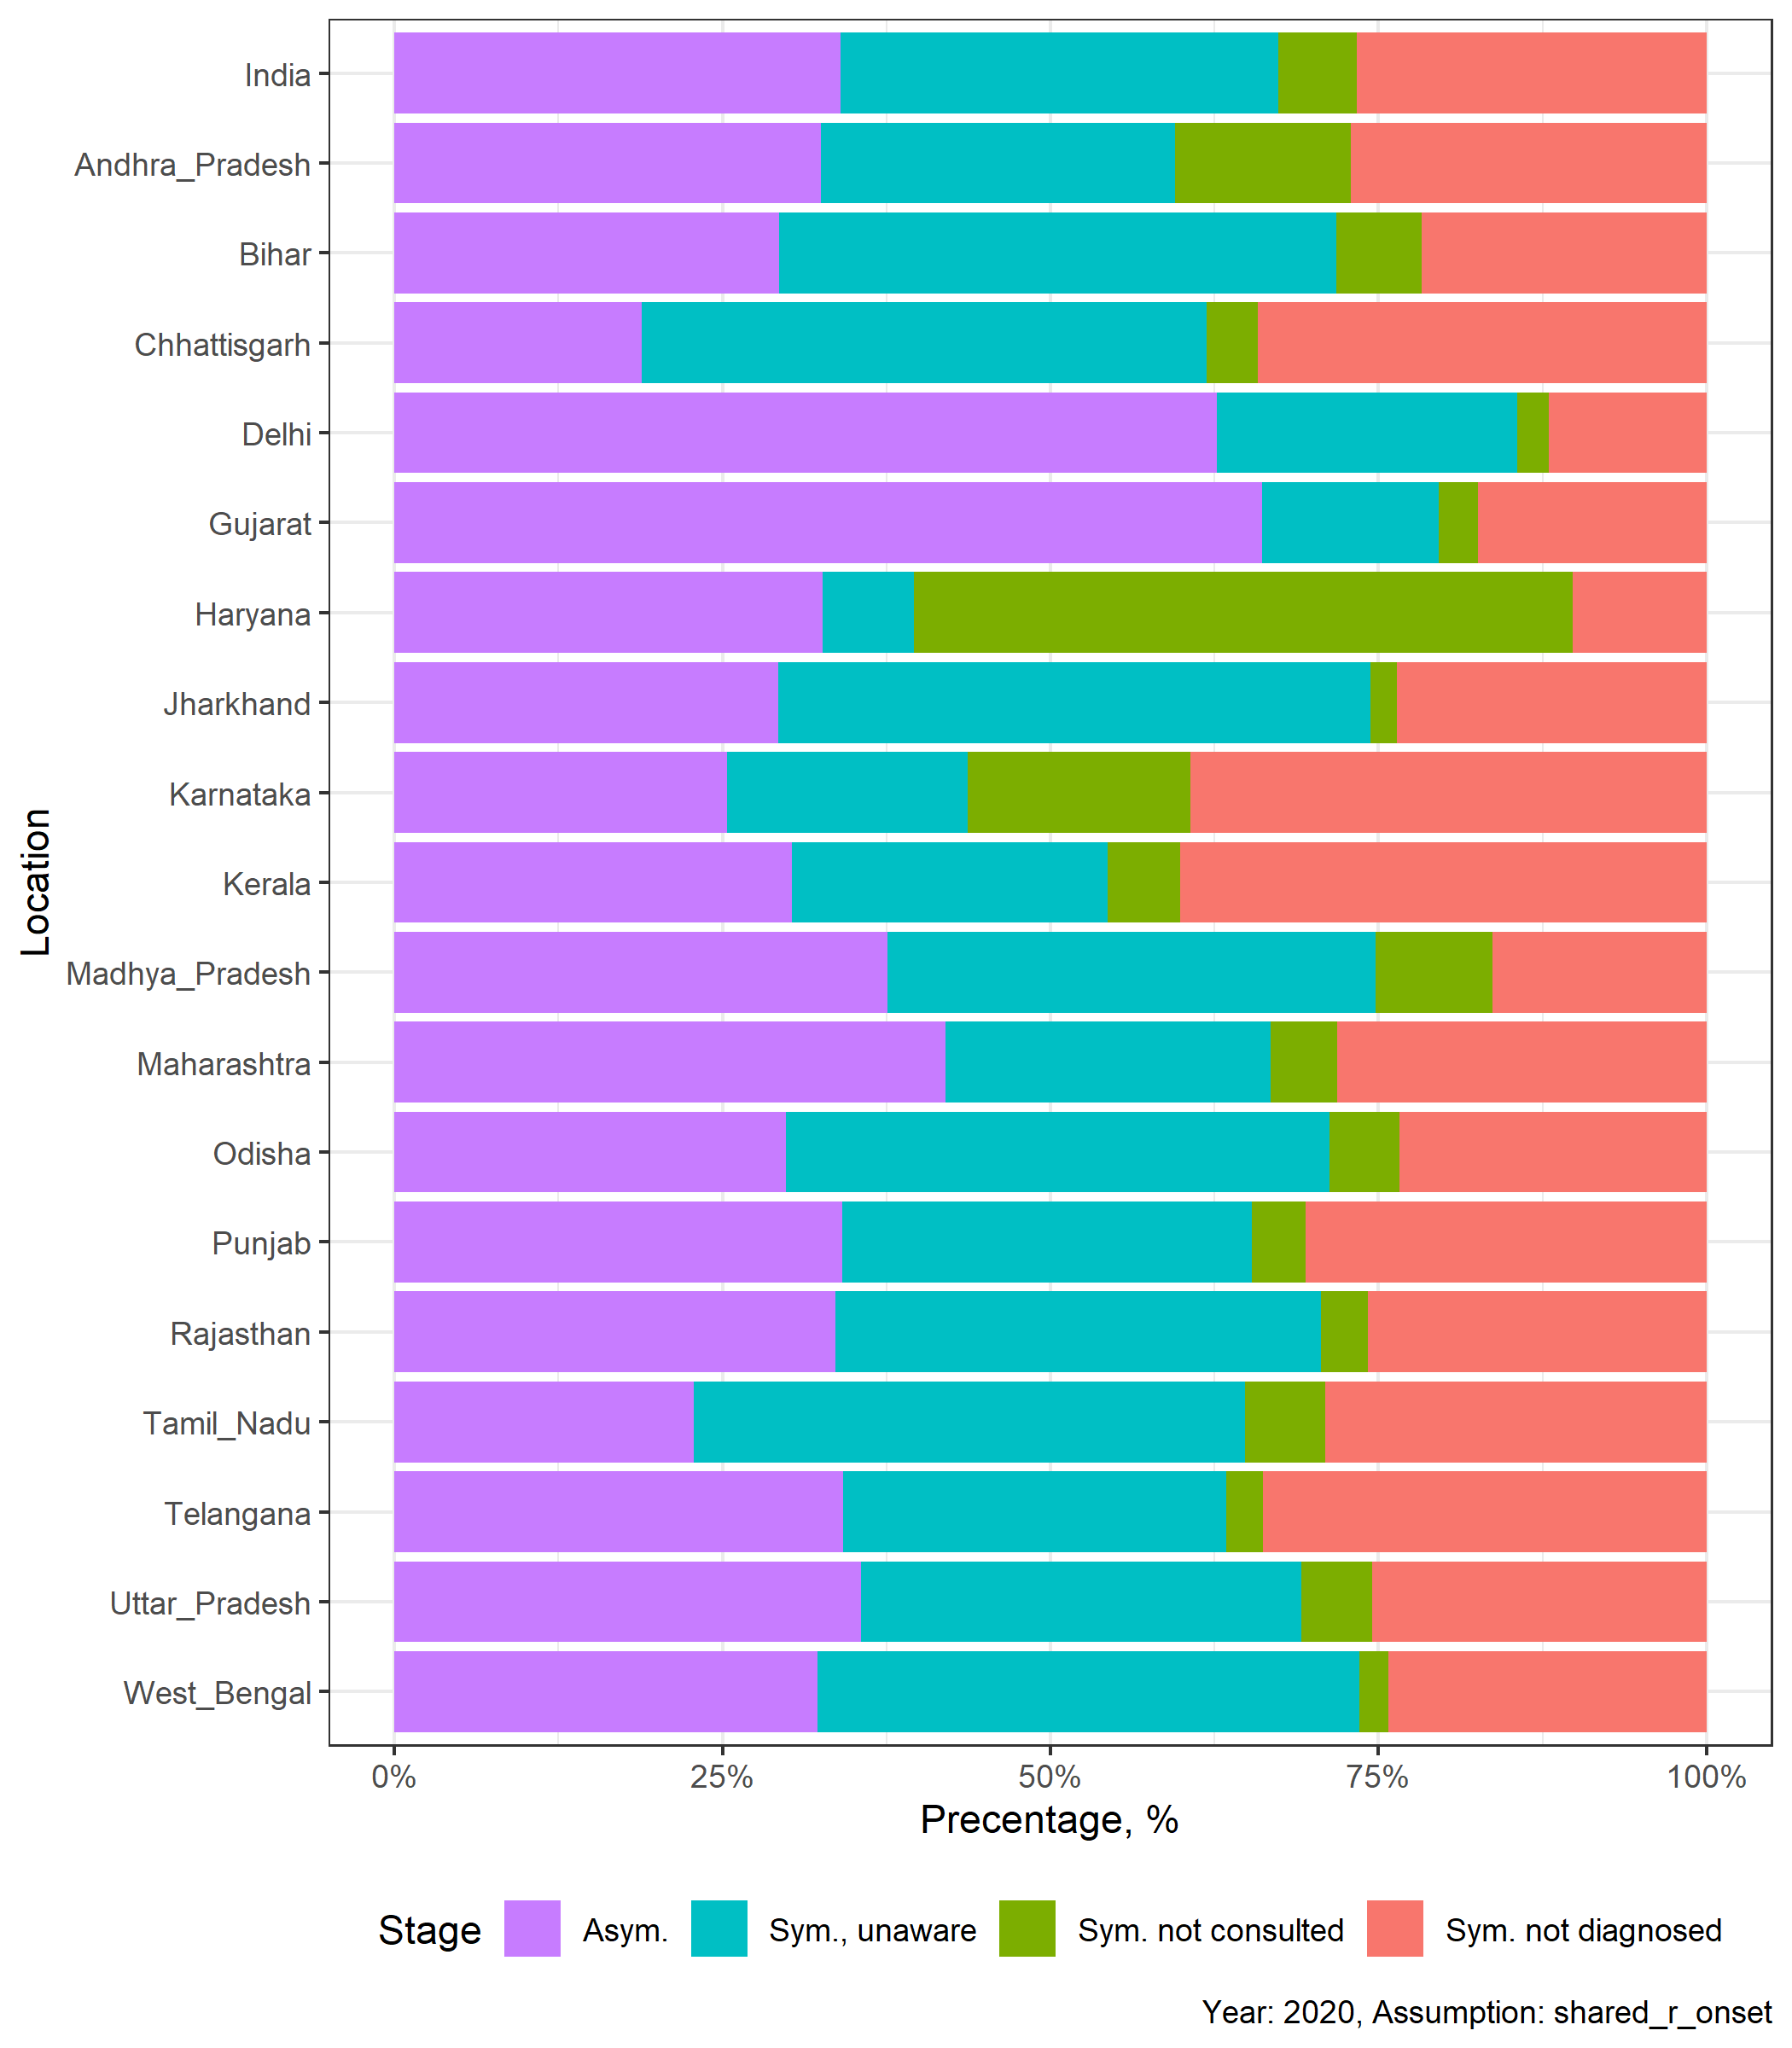 India
Andhra_Pradesh
Bihar
Chhattisgarh
Delhi
Gujarat
Haryana
Jharkhand
Karnataka
Kerala
Madhya_Pradesh
Maharashtra
Odisha
Punjab
Rajasthan
Tamil_Nadu
Telangana
Uttar_Pradesh
West_Bengal
Location
0% 25% 50% 75% 100%
Precentage, %
Stage Asym. Sym., unaware Sym. not consulted Sym. not diagnosed
Year: 2020, Assumption: shared_r_onset